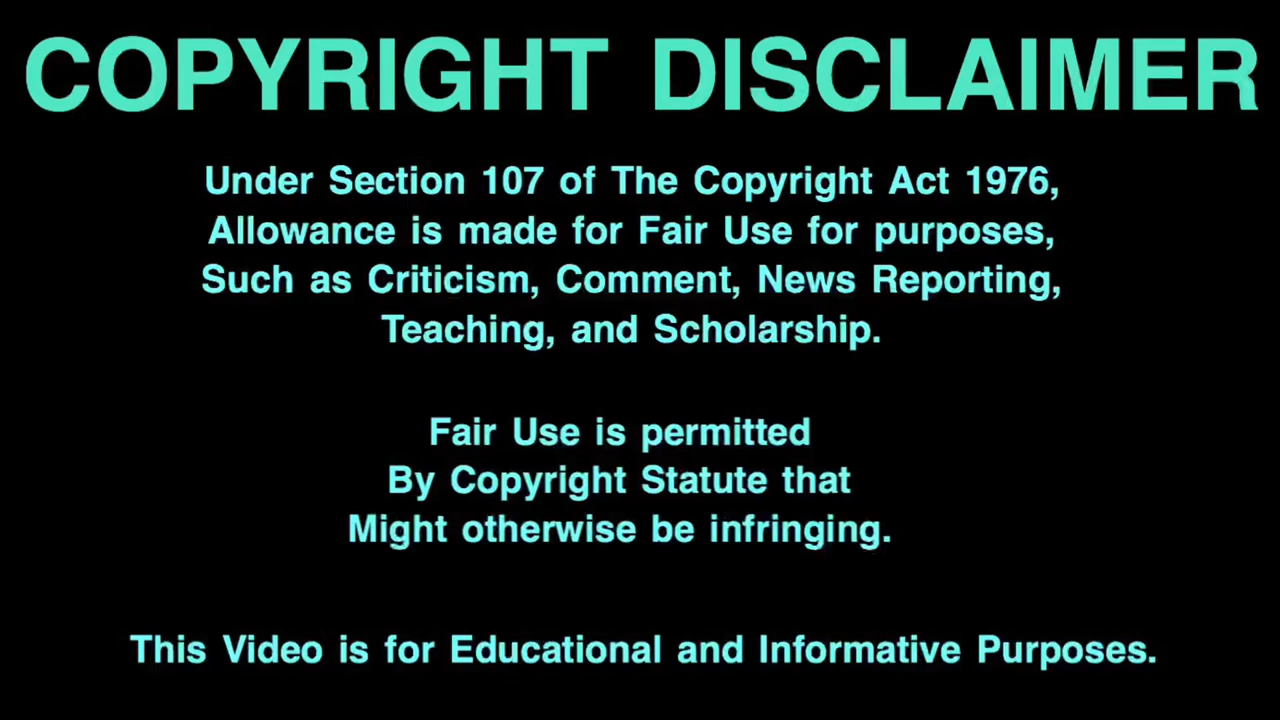 COPYRIGHT DISCLAIMER
Under Section 107 of The Copyright Act 1976,
Allowance is made for Fair Use for purposes,
Such as Criticism, Comment, News Reporting,
Teaching, and Scholarship.
Fair Use is permitted
By Copyright Statute that
Might otherwise be infringing.
This Video is for Educational and Informative Purposes.